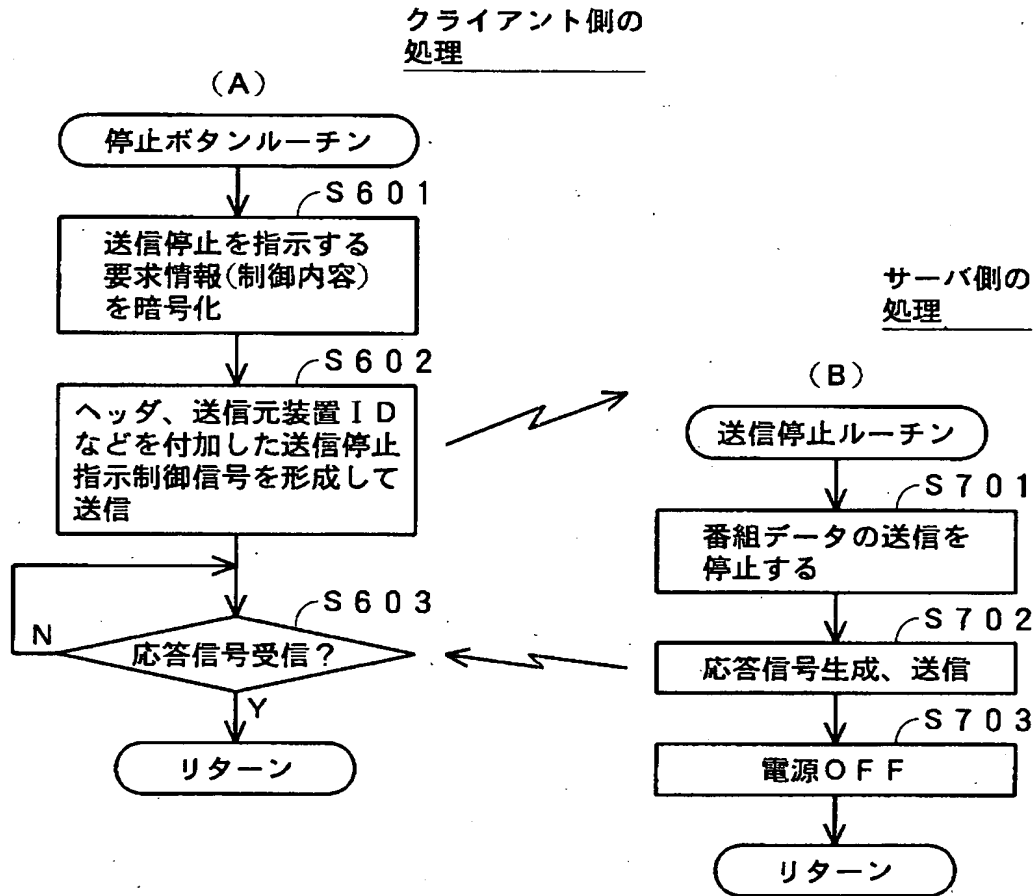 クライアント側の
処理
（A）
停止ボタンルーチン
S601
送信停止を指示する
要求情報（制御内容）
を暗号化
S602
ヘッダ、送信元装置ID
などを付加した送信停止
指示制御信号を形成して
送信
S603
応答信号受信？
N
Y
リターン
サーバ側の
処理
（B）
送信停止ルーチン
S701
番組データの送信を
停止する
S702
応答信号生成、送信
S703
電源OFF
リターン